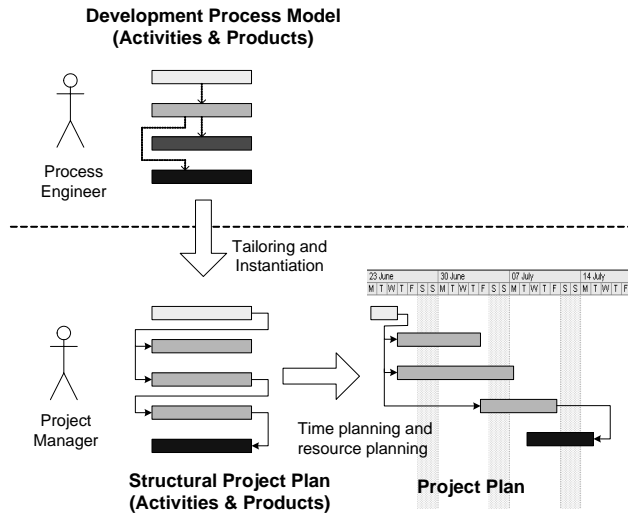 Development Process Model
(Activities & Products)
Process
Engineer
Tailoring and
Instantiation
23 June 30 June 07 July 14 July
M T W T F S S M T W T F S S M T W T F S S M T W T F
Project
Manager
Time planning and
resource planning
Structural Project Plan
(Activities & Products)
Project Plan